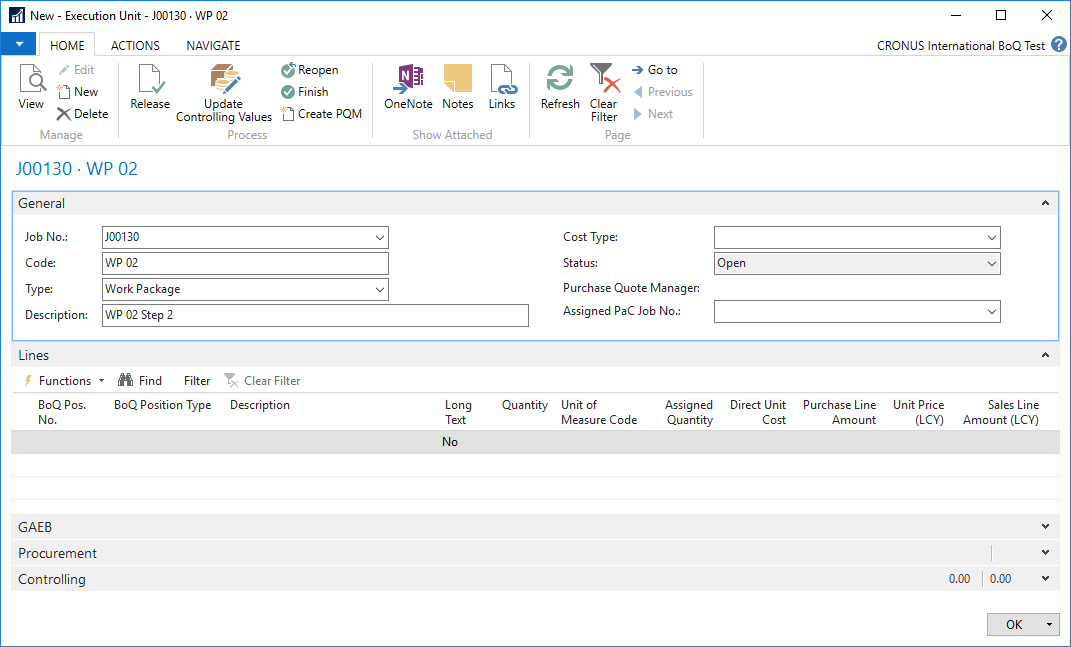 New - Execution Unit - J00130 · WP 02
HOME ACTIONS NAVIGATE CRONUS International BoQ Test ?
View
Edit
New
Delete
Manage
Release
Update
Controlling Values
Reopen
Finish
Create PQM
Process
OneNote Notes Links
Show Attached
Refresh Clear
Filter
Go to
Previous
Next
Page
J00130 · WP 02
General
Job No.: J00130 Cost Type:
Code: WP 02 Status: Open
Type: Work Package Purchase Quote Manager:
Description: WP 02 Step 2 Assigned PaC Job No.:
Lines
Functions Find Filter Clear Filter
BoQ Pos. BoQ Position Type Description Long Quantity Unit of Assigned Direct Unit Purchase Line Unit Price Sales Line
No. Text Measure Code Quantity Cost Amount (LCY) Amount (LCY)
No
GAEB
Procurement
Controlling 0.00 0.00
OK